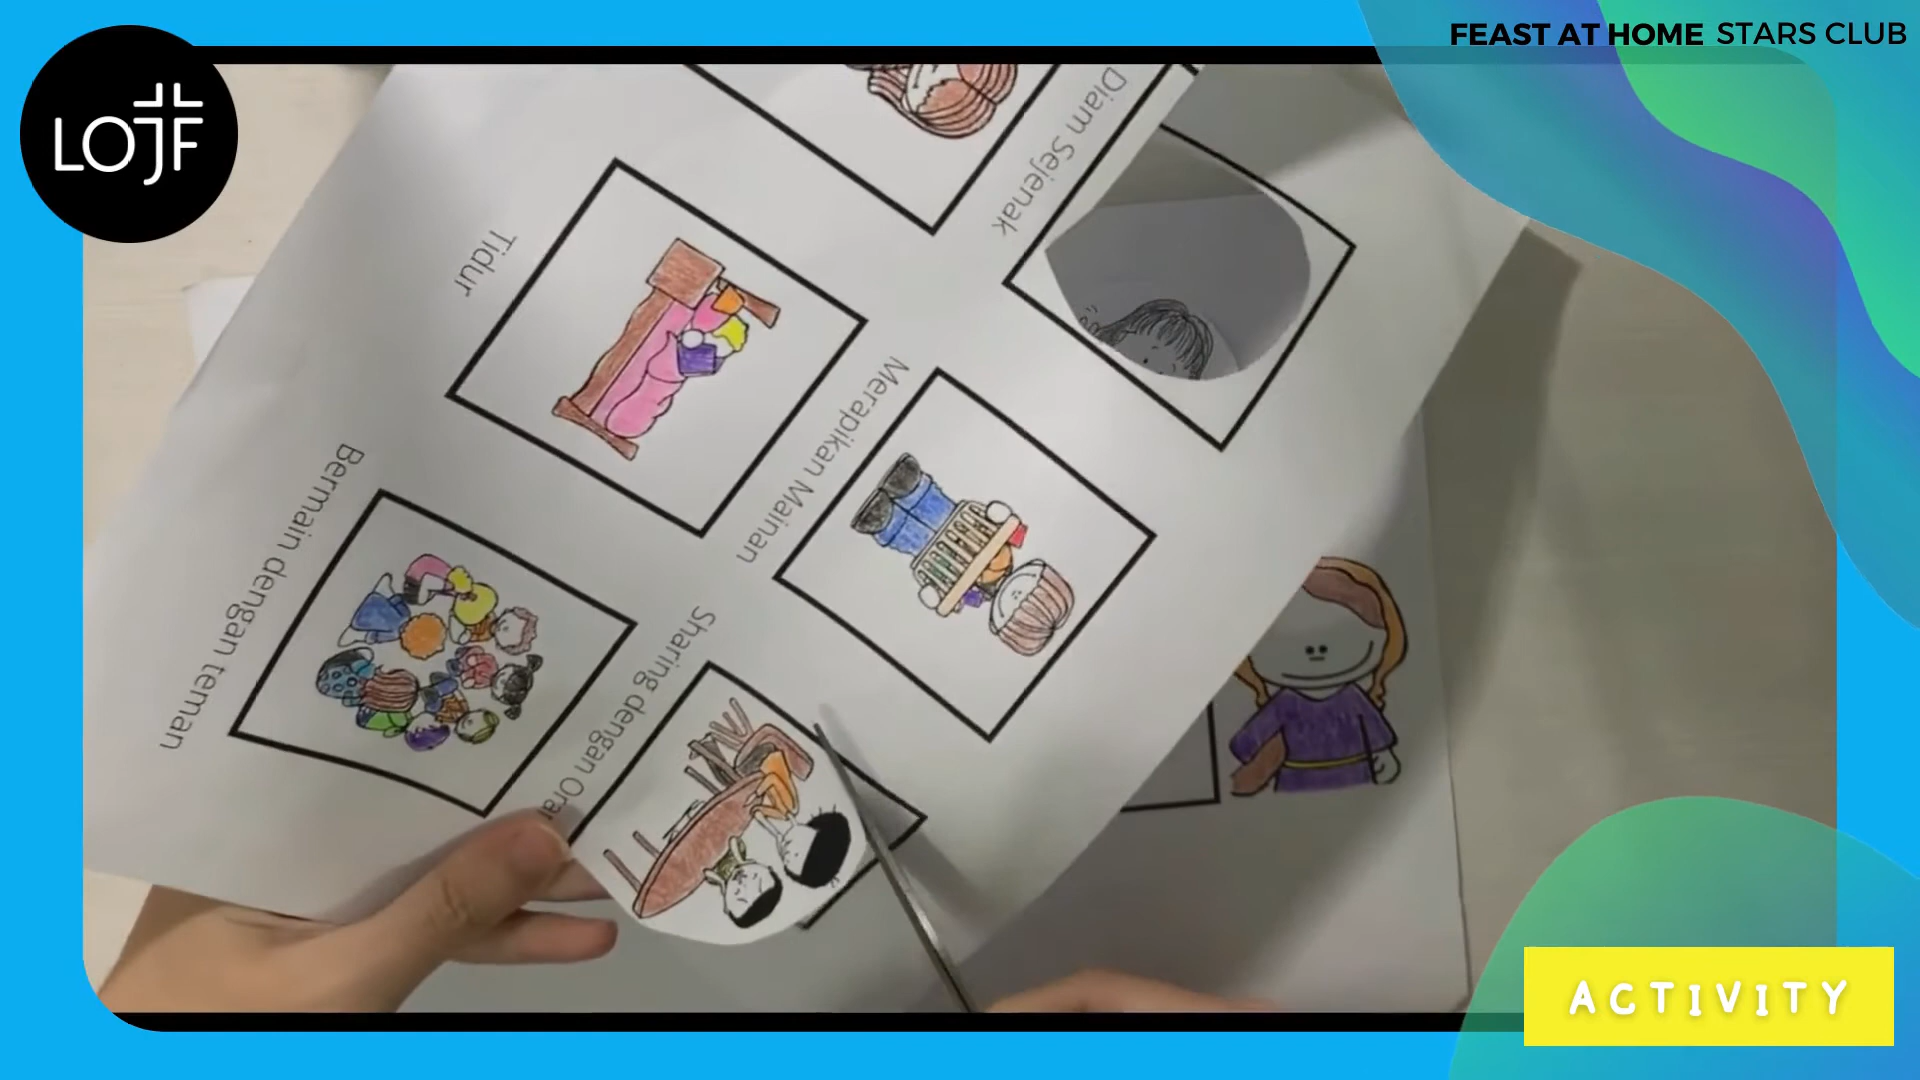 FEAST AT HOME STARS CLUB
LOJF
Diam Sejenak
Tidur
Merapikan Mainan
Bermain dengan teman
Sharing dengan
ACTIVITY